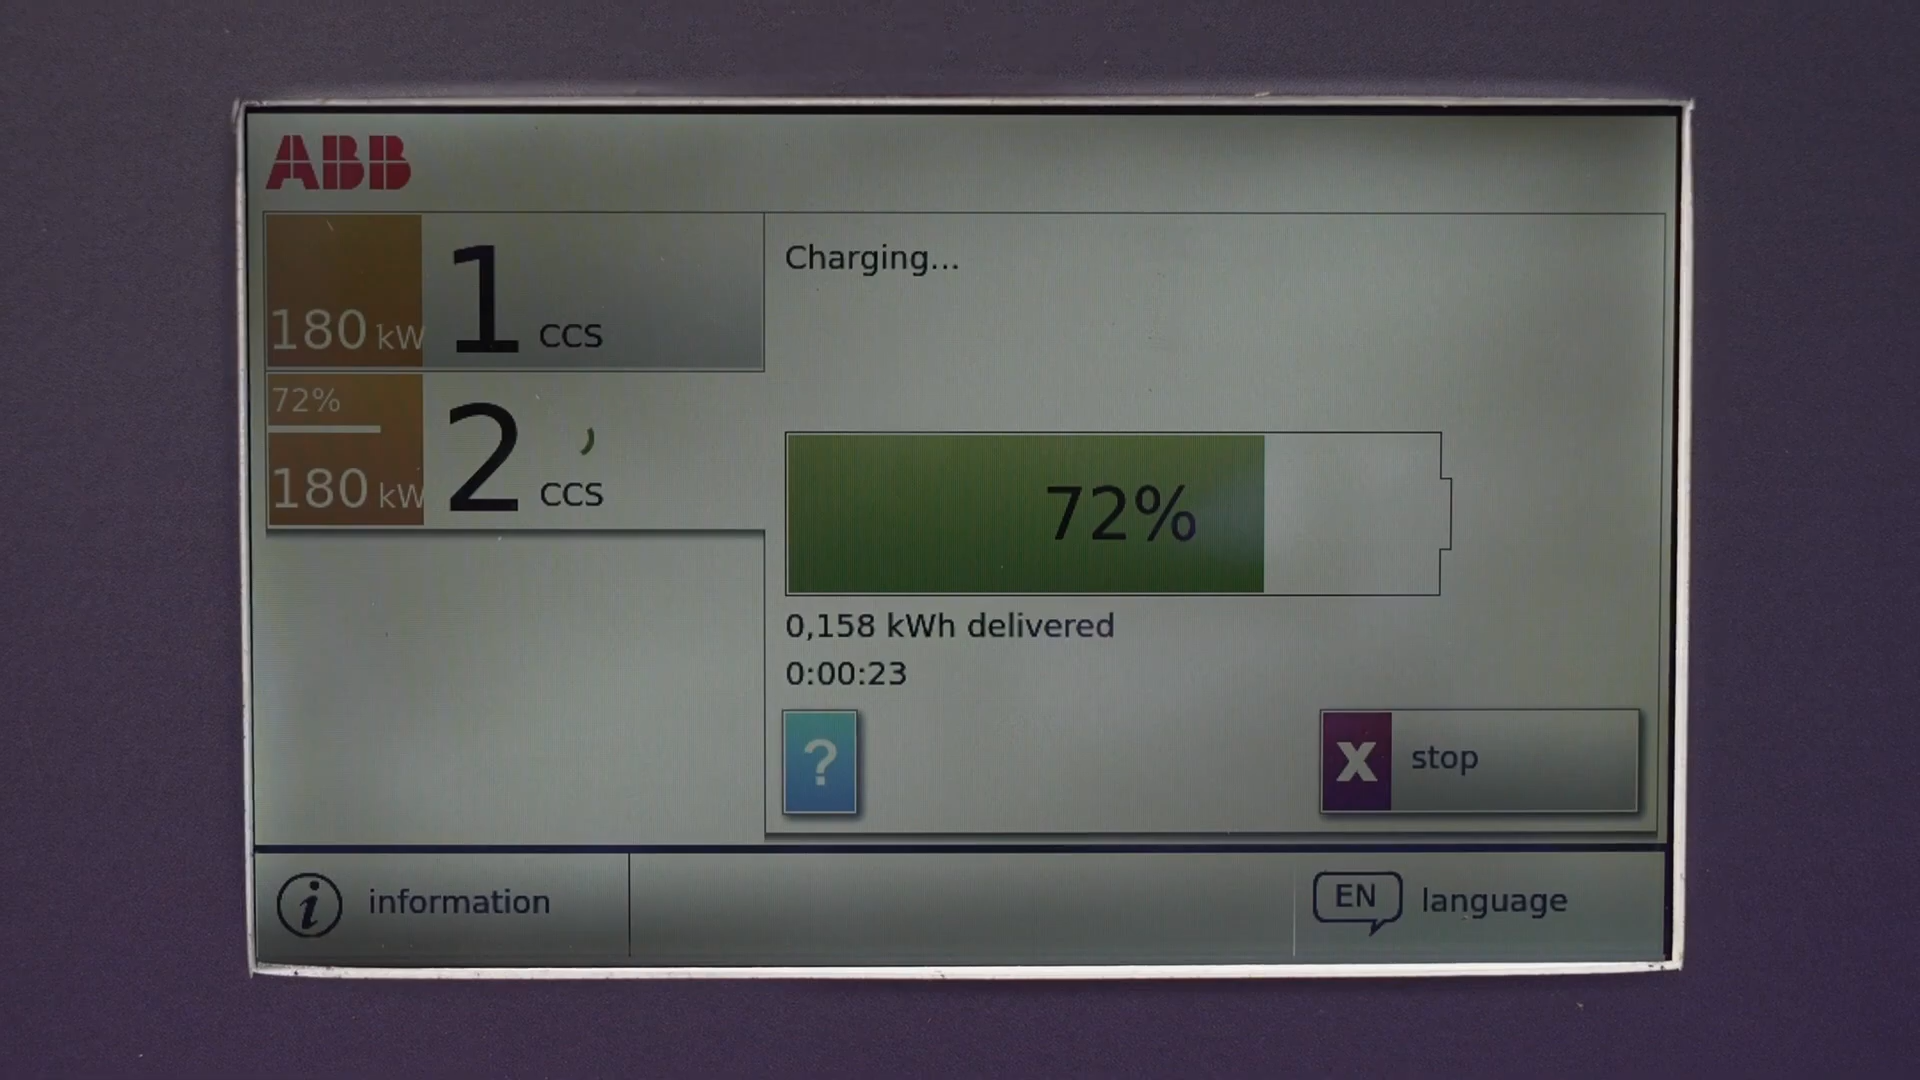 ABB
180 kW 1 CCS
72%
180 kW 2 CCS
Charging...
72%
0,158 kWh delivered
0:00:23
?
X stop
i information
EN language